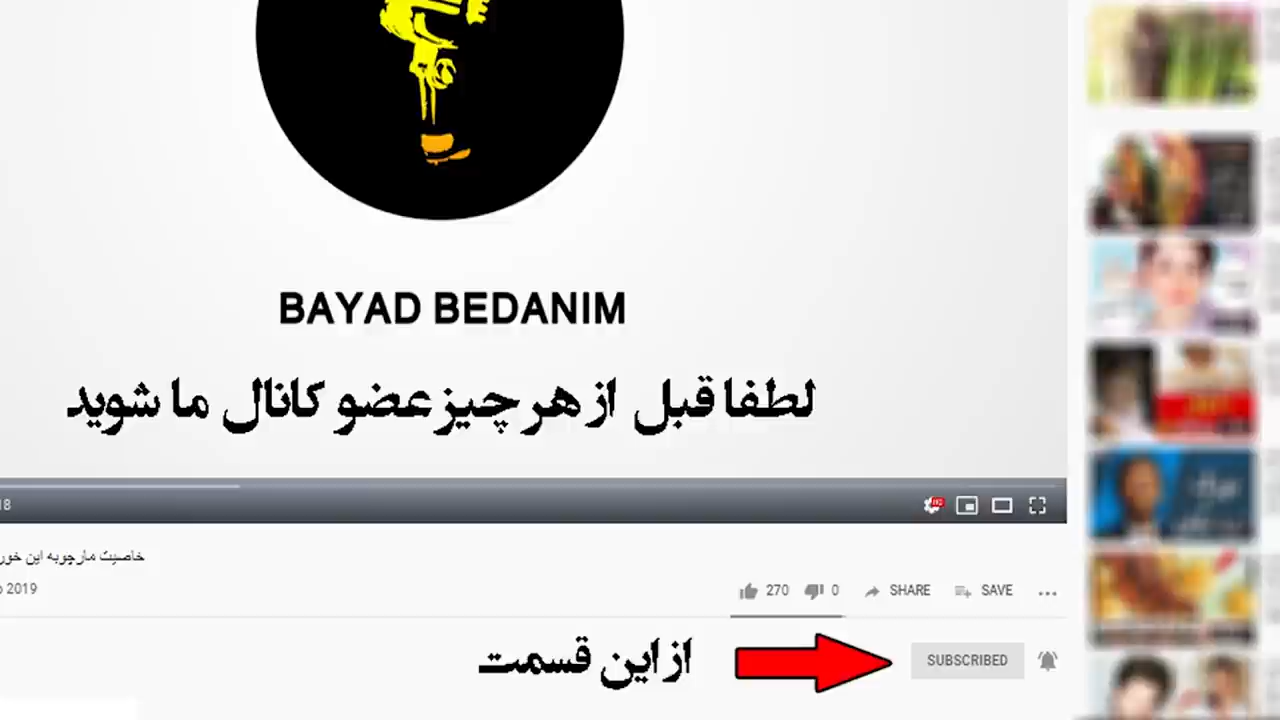 BAYAD BEDANIM
لطفا قبل از هر چیز عضو کانال ما شوید
خاصیت مارچوبه این خور
2019
270
0
SHARE
SAVE
از این قسمت
SUBSCRIBED